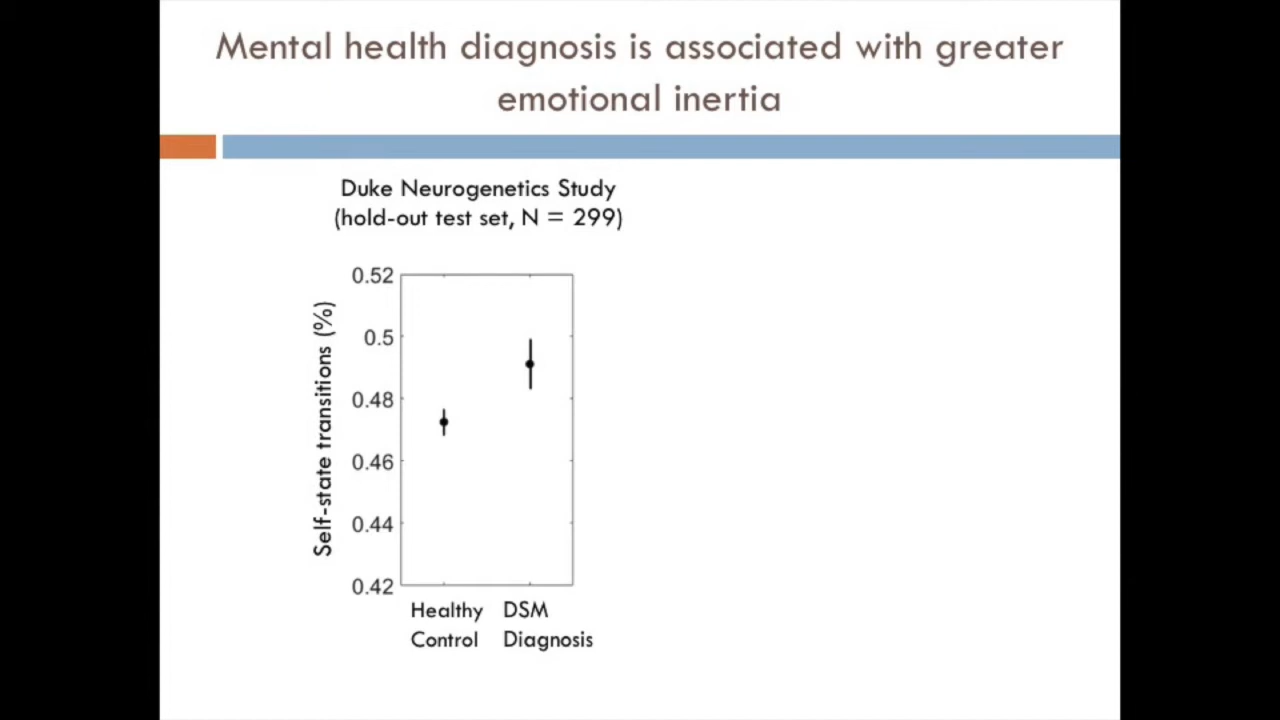 Mental health diagnosis is associated with greater
emotional inertia
Duke Neurogenetics Study
(hold-out test set, N = 299)
Self-state transitions (%)
0.52
0.5
0.48
0.46
0.44
0.42
Healthy
Control
DSM
Diagnosis